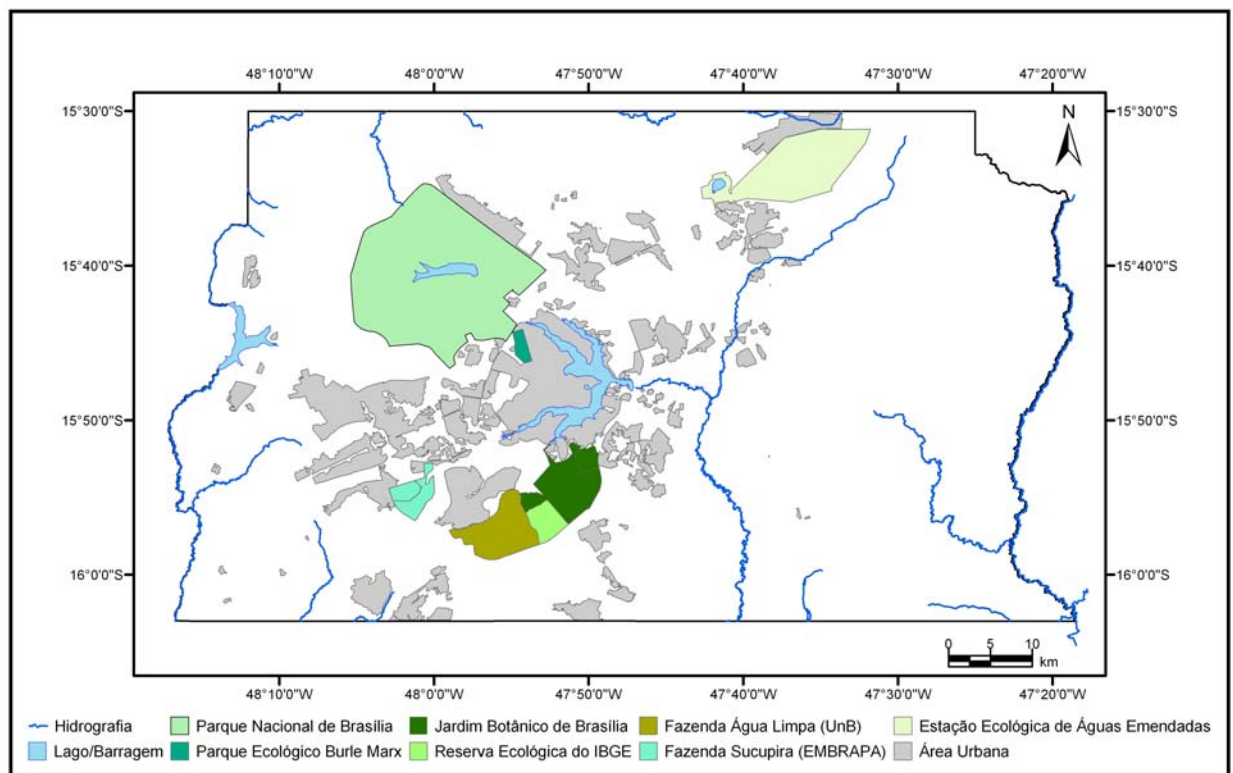 48°10'0"W 48°0'0"W 47°50'0"W 47°40'0"W 47°30'0"W 47°20'0"W
15°30'0"S 15°30'0"S
N
15°40'0"S 15°40'0"S
15°50'0"S 15°50'0"S
16°0'0"S 16°0'0"S
0 5 10
km
48°10'0"W 48°0'0"W 47°50'0"W 47°40'0"W 47°30'0"W 47°20'0"W
Hidrografia Parque Nacional de Brasília Jardim Botânico de Brasília Fazenda Água Limpa (UnB) Estação Ecológica de Águas Emendadas
Lago/Barragem Parque Ecológico Burle Marx Reserva Ecológica do IBGE Fazenda Sucupira (EMBRAPA) Área Urbana